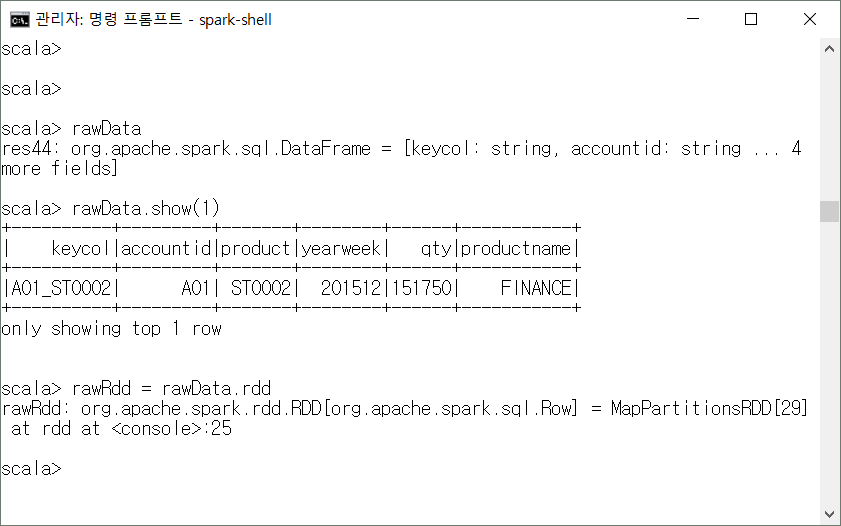 관리자: 명령 프롬프트 - spark-shell
scala>
scala>
scala> rawData
res44: org.apache.spark.sql.DataFrame = [keycol: string, accountid: string ... 4
more fields]
scala> rawData.show(1)
+----------+---------+-------+--------+------+-----------+
|    keycol|accountid|product|yearweek|   qty|productname|
+----------+---------+-------+--------+------+-----------+
|A01_ST0002|      A01| ST0002|  201512|151750|    FINANCE|
+----------+---------+-------+--------+------+-----------+
only showing top 1 row
scala> rawRdd = rawData.rdd
rawRdd: org.apache.spark.rdd.RDD[org.apache.spark.sql.Row] = MapPartitionsRDD[29]
 at rdd at <console>:25
scala>